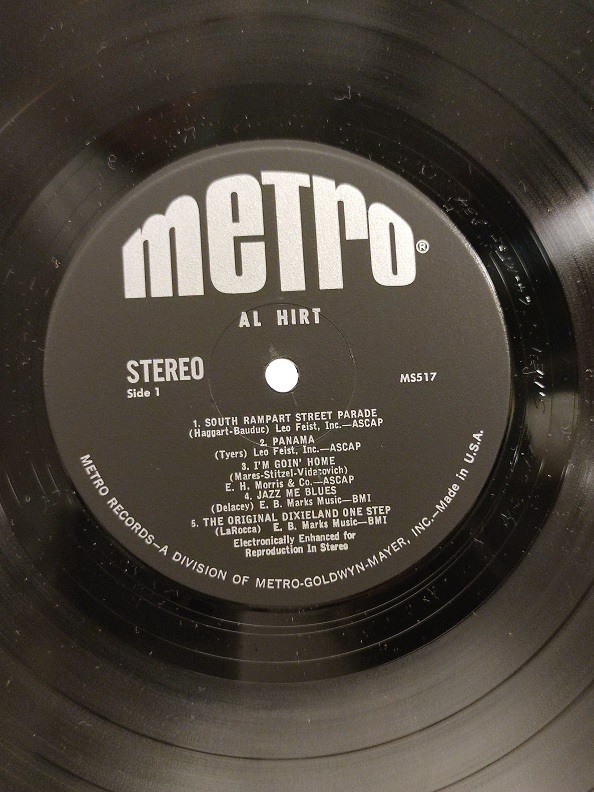 metro®
AL HIRT
STEREO
Side 1
MS517
1. SOUTH RAMPART STREET PARADE
(Haggart-Bauduc) Leo Feist, Inc.—ASCAP
2. PANAMA
(Tyers) Leo Feist, Inc.—ASCAP
3. I'M GOIN' HOME
(Mares-Stitzel-Vidacovich)
E. H. Morris & Co.—ASCAP
4. JAZZ ME BLUES
(Delacey) E. B. Marks Music—BMI
5. THE ORIGINAL DIXIELAND ONE STEP
(LaRocca) E. B. Marks Music—BMI
Electronically Enhanced for
Reproduction In Stereo
METRO RECORDS—A DIVISION OF METRO-GOLDWYN-MAYER, INC.—Made in U.S.A.